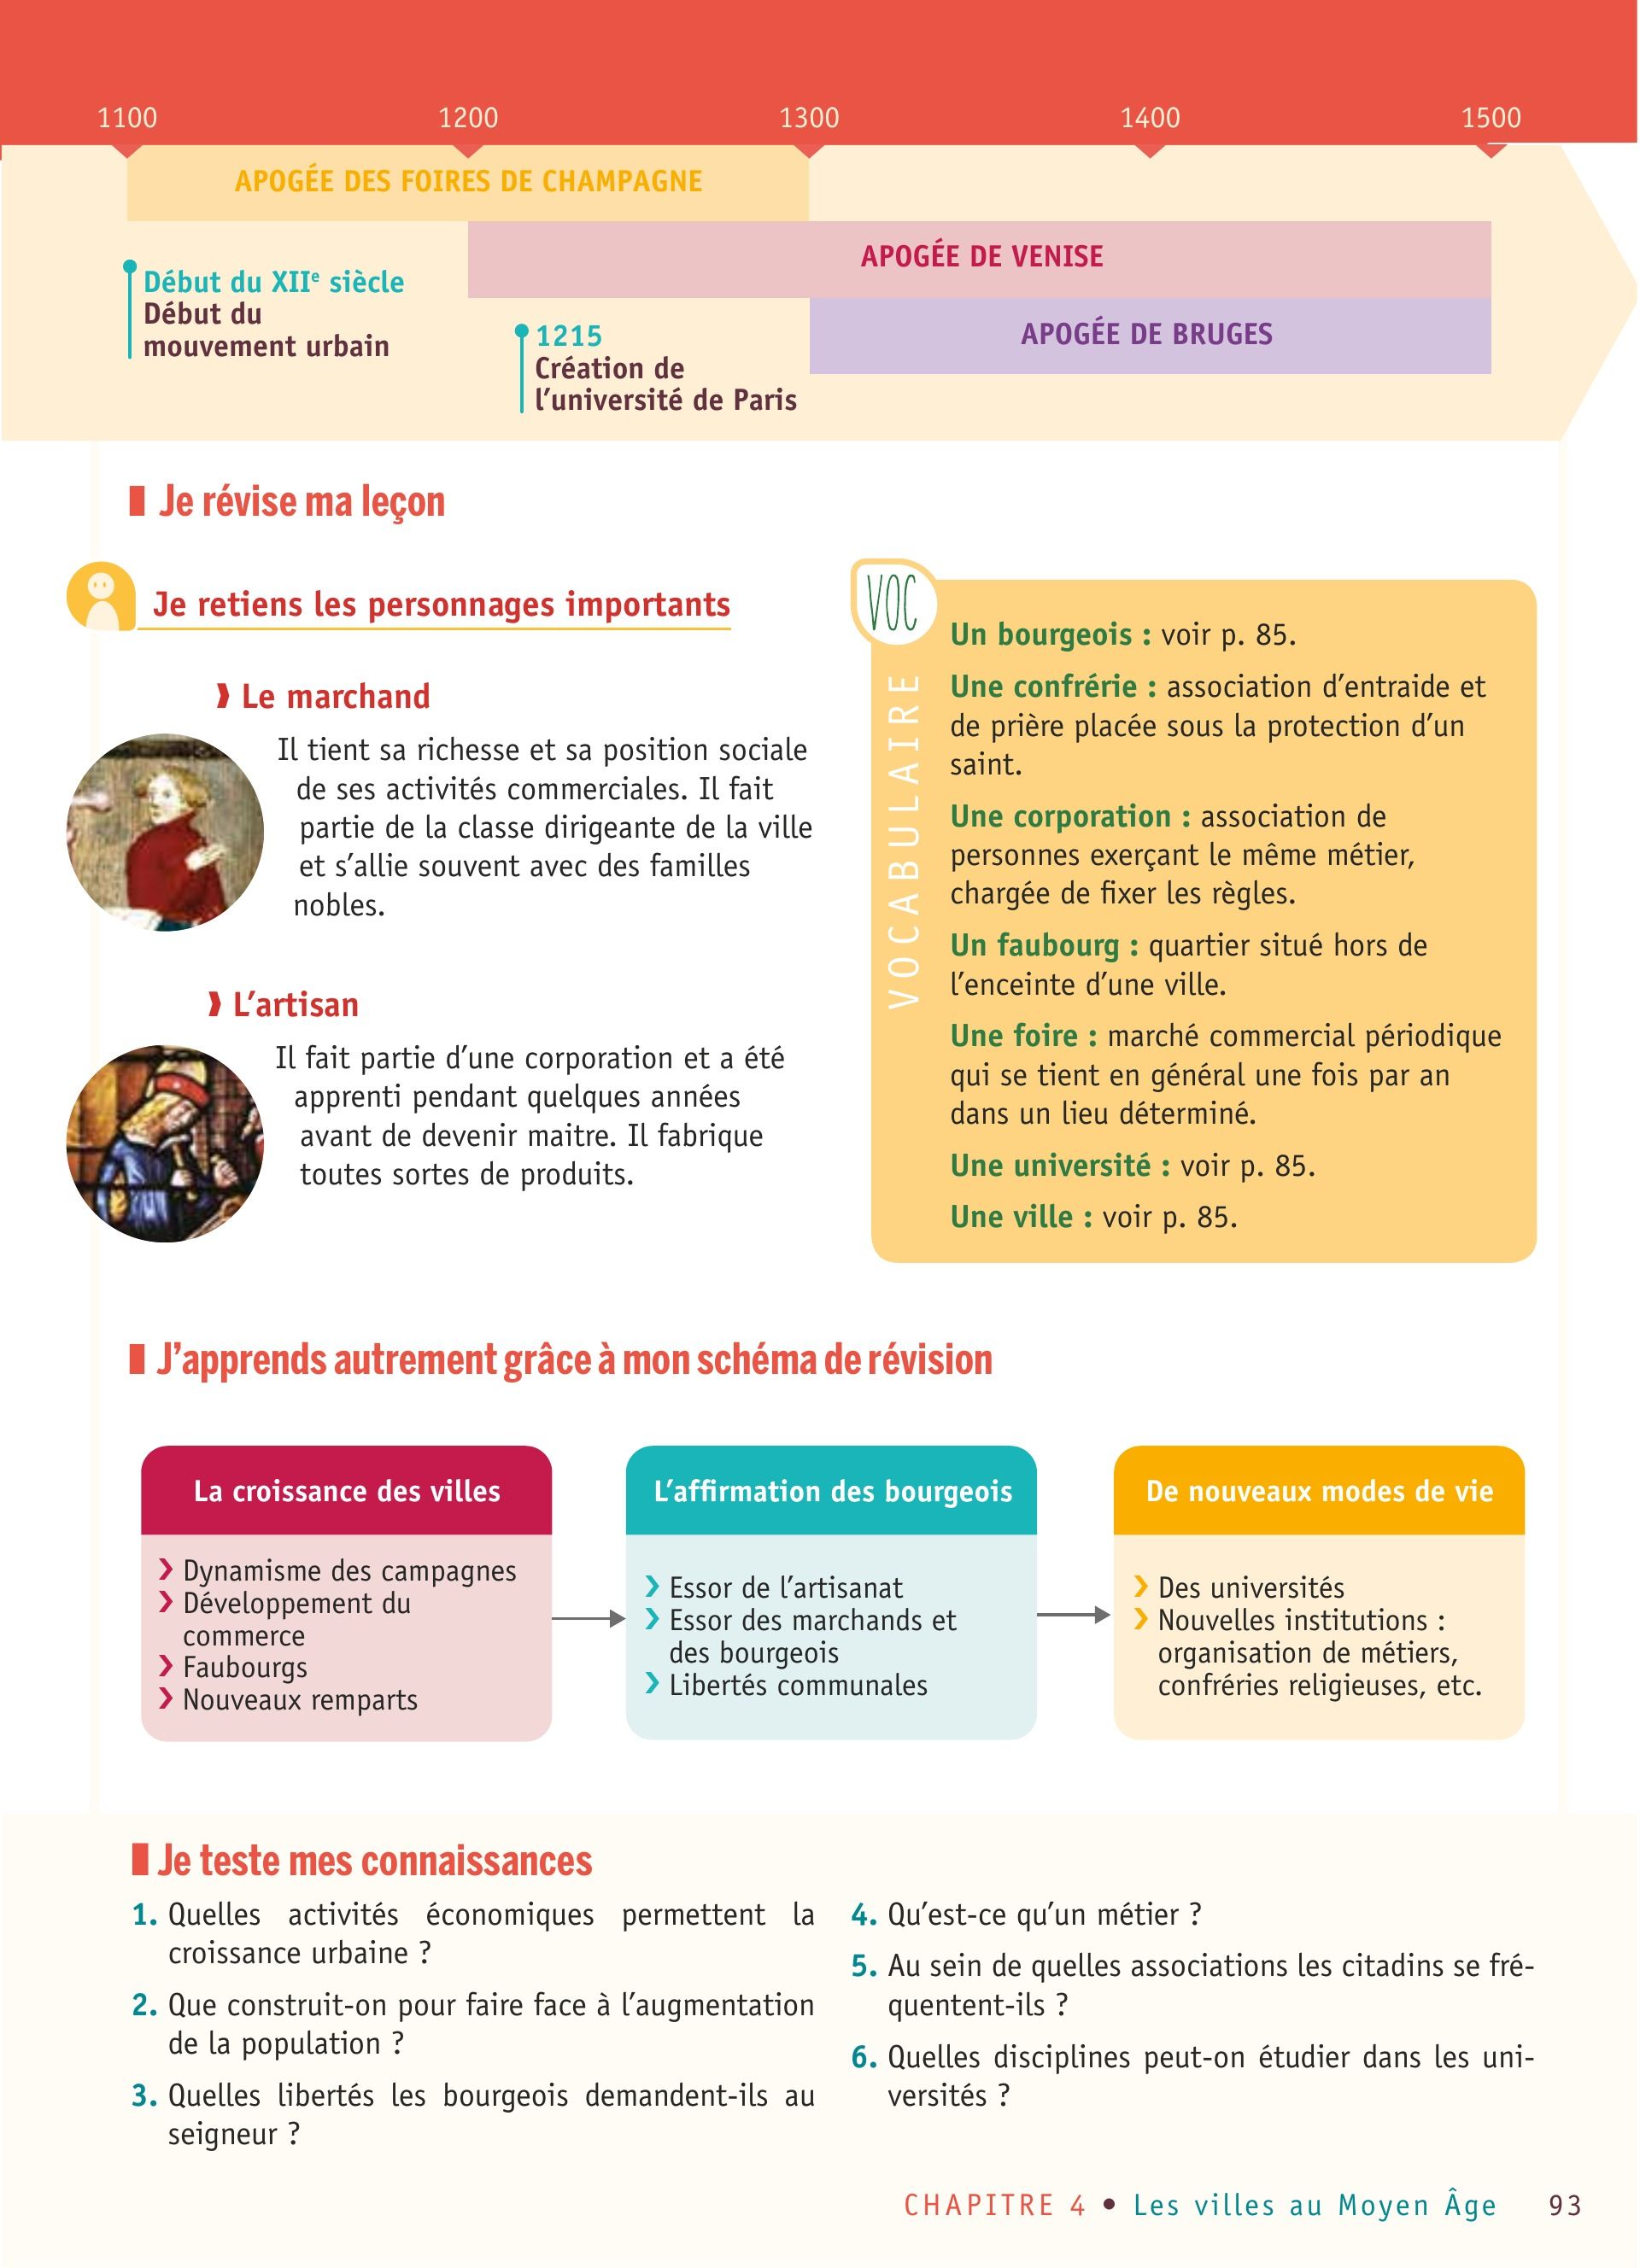 1100 1200 1300 1400 1500
APOGÉE DES FOIRES DE CHAMPAGNE
APOGÉE DE VENISE
APOGÉE DE BRUGES
Début du XIIe siècle
Début du
mouvement urbain
1215
Création de
l’université de Paris
Je révise ma leçon
Je retiens les personnages importants
Le marchand
Il tient sa richesse et sa position sociale
de ses activités commerciales. Il fait
partie de la classe dirigeante de la ville
et s’allie souvent avec des familles
nobles.
L’artisan
Il fait partie d’une corporation et a été
apprenti pendant quelques années
avant de devenir maitre. Il fabrique
toutes sortes de produits.
VOC
VOCABULAIRE
Un bourgeois : voir p. 85.
Une confrérie : association d’entraide et
de prière placée sous la protection d’un
saint.
Une corporation : association de
personnes exerçant le même métier,
chargée de fixer les règles.
Un faubourg : quartier situé hors de
l’enceinte d’une ville.
Une foire : marché commercial périodique
qui se tient en général une fois par an
dans un lieu déterminé.
Une université : voir p. 85.
Une ville : voir p. 85.
J’apprends autrement grâce à mon schéma de révision
La croissance des villes
Dynamisme des campagnes
Développement du
commerce
Faubourgs
Nouveaux remparts
L’affirmation des bourgeois
Essor de l’artisanat
Essor des marchands et
des bourgeois
Libertés communales
De nouveaux modes de vie
Des universités
Nouvelles institutions :
organisation de métiers,
confréries religieuses, etc.
Je teste mes connaissances
1. Quelles activités économiques permettent la
croissance urbaine ?
2. Que construit-on pour faire face à l’augmentation
de la population ?
3. Quelles libertés les bourgeois demandent-ils au
seigneur ?
4. Qu’est-ce qu’un métier ?
5. Au sein de quelles associations les citadins se fré-
quentent-ils ?
6. Quelles disciplines peut-on étudier dans les uni-
versités ?
CHAPITRE 4 • Les villes au Moyen Âge 93